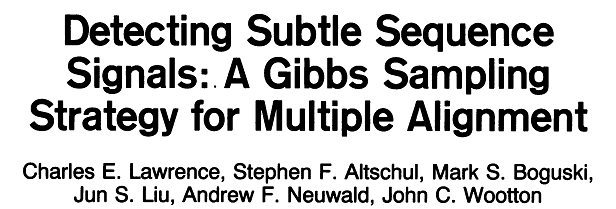 Detecting Subtle Sequence
Signals: A Gibbs Sampling
Strategy for Multiple Alignment
Charles E. Lawrence, Stephen F. Altschul, Mark S. Boguski,
Jun S. Liu, Andrew F. Neuwald, John C. Wootton